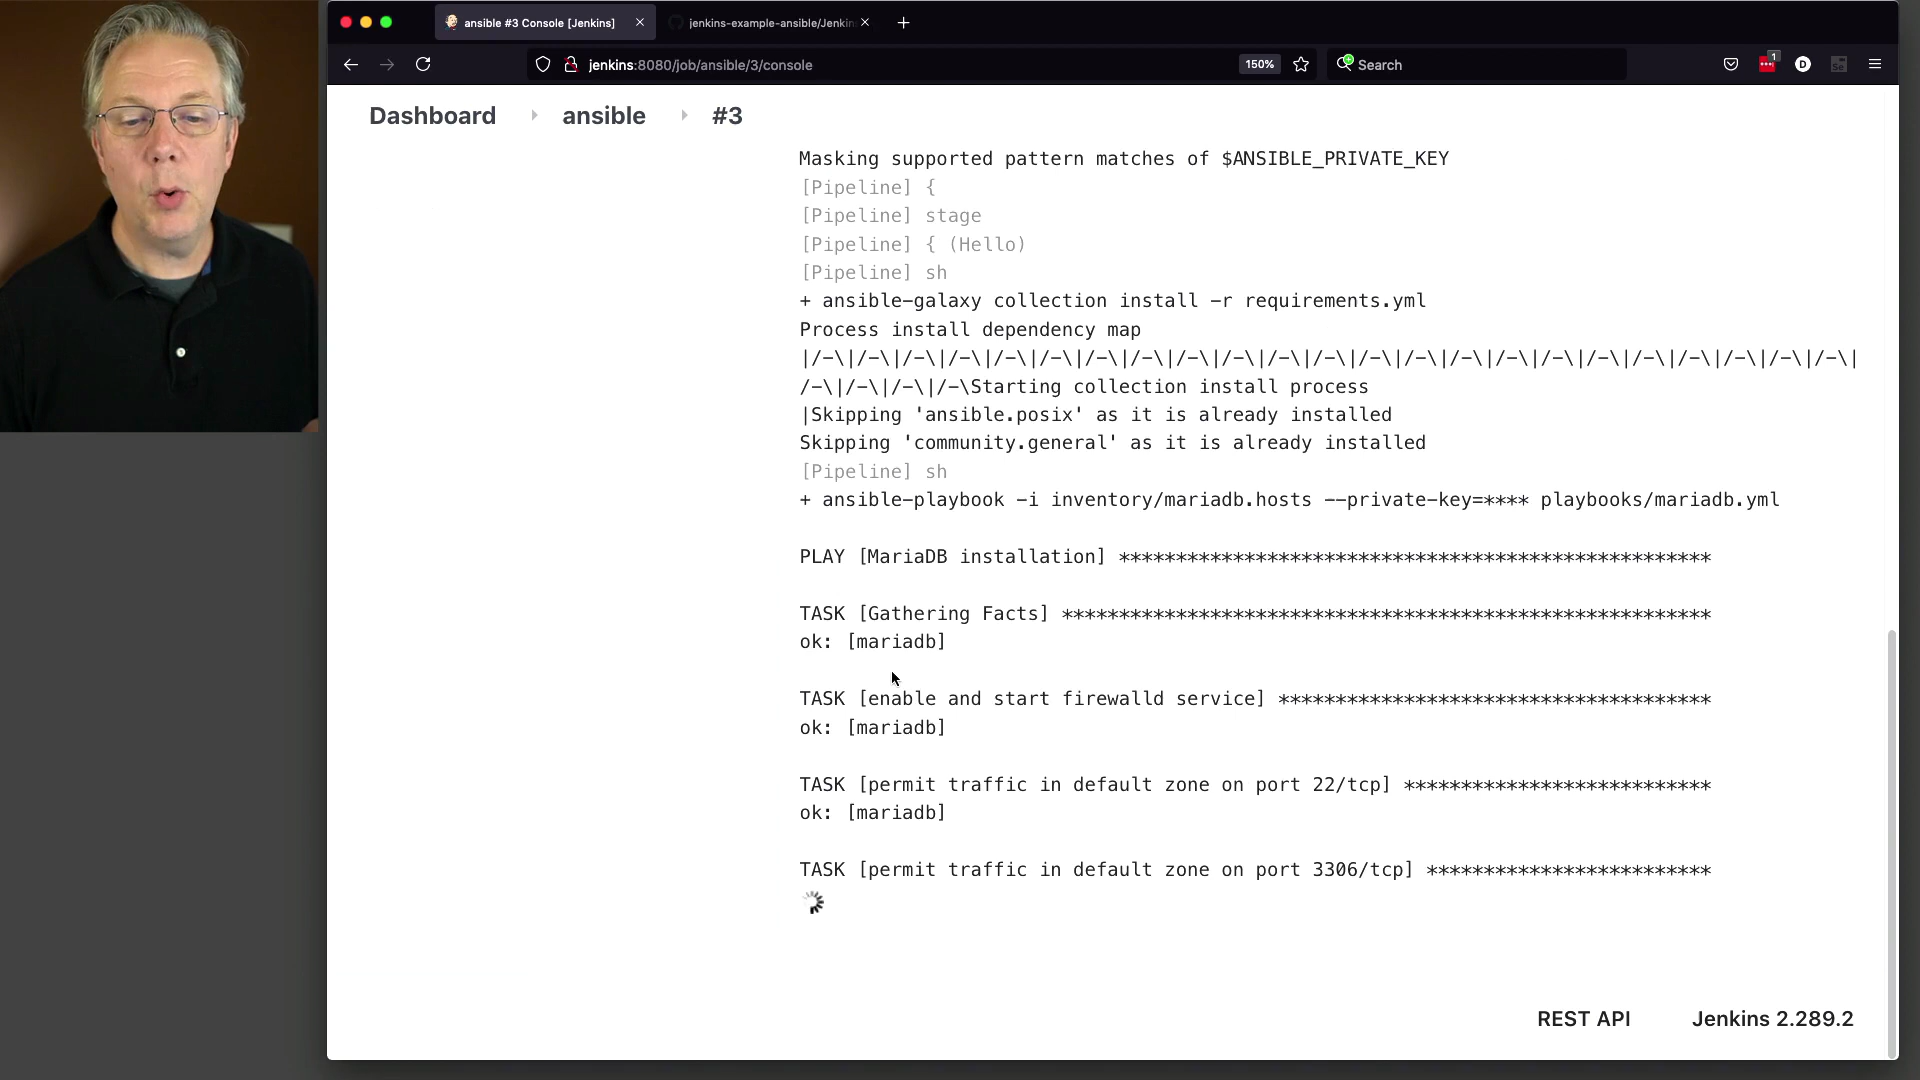 ansible #3 Console [Jenkins]
jenkins-example-ansible/Jenkin
jenkins:8080/job/ansible/3/console
150%
Search
1
D
Se
Dashboard
ansible
#3
Masking supported pattern matches of $ANSIBLE_PRIVATE_KEY
[Pipeline] {
[Pipeline] stage
[Pipeline] { (Hello)
[Pipeline] sh
+ ansible-galaxy collection install -r requirements.yml
Process install dependency map
|/-\|/-\|/-\|/-\|/-\|/-\|/-\|/-\|/-\|/-\|/-\|/-\|/-\|/-\|/-\|/-\|/-\|/-\|/-\|/-\|/-\|/-\|/-\|
/-\|/-\|/-\|/-\Starting collection install process
|Skipping 'ansible.posix' as it is already installed
Skipping 'community.general' as it is already installed
[Pipeline] sh
+ ansible-playbook -i inventory/mariadb.hosts --private-key=**** playbooks/mariadb.yml
PLAY [MariaDB installation] ****************************************************
TASK [Gathering Facts] *********************************************************
ok: [mariadb]
TASK [enable and start firewalld service] **************************************
ok: [mariadb]
TASK [permit traffic in default zone on port 22/tcp] ***************************
ok: [mariadb]
TASK [permit traffic in default zone on port 3306/tcp] *************************
REST API
Jenkins 2.289.2